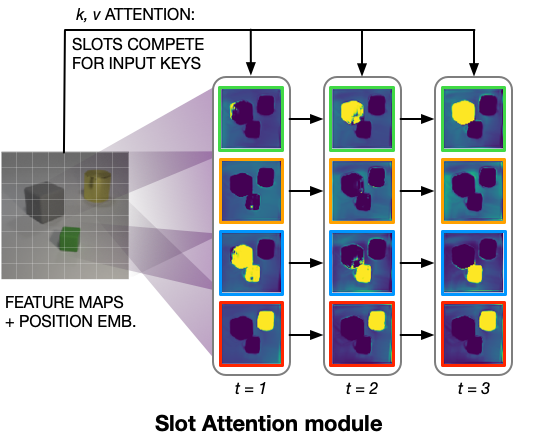 k, v ATTENTION:
SLOTS COMPETE
FOR INPUT KEYS
FEATURE MAPS
+ POSITION EMB.
t = 1
t = 2
t = 3
Slot Attention module